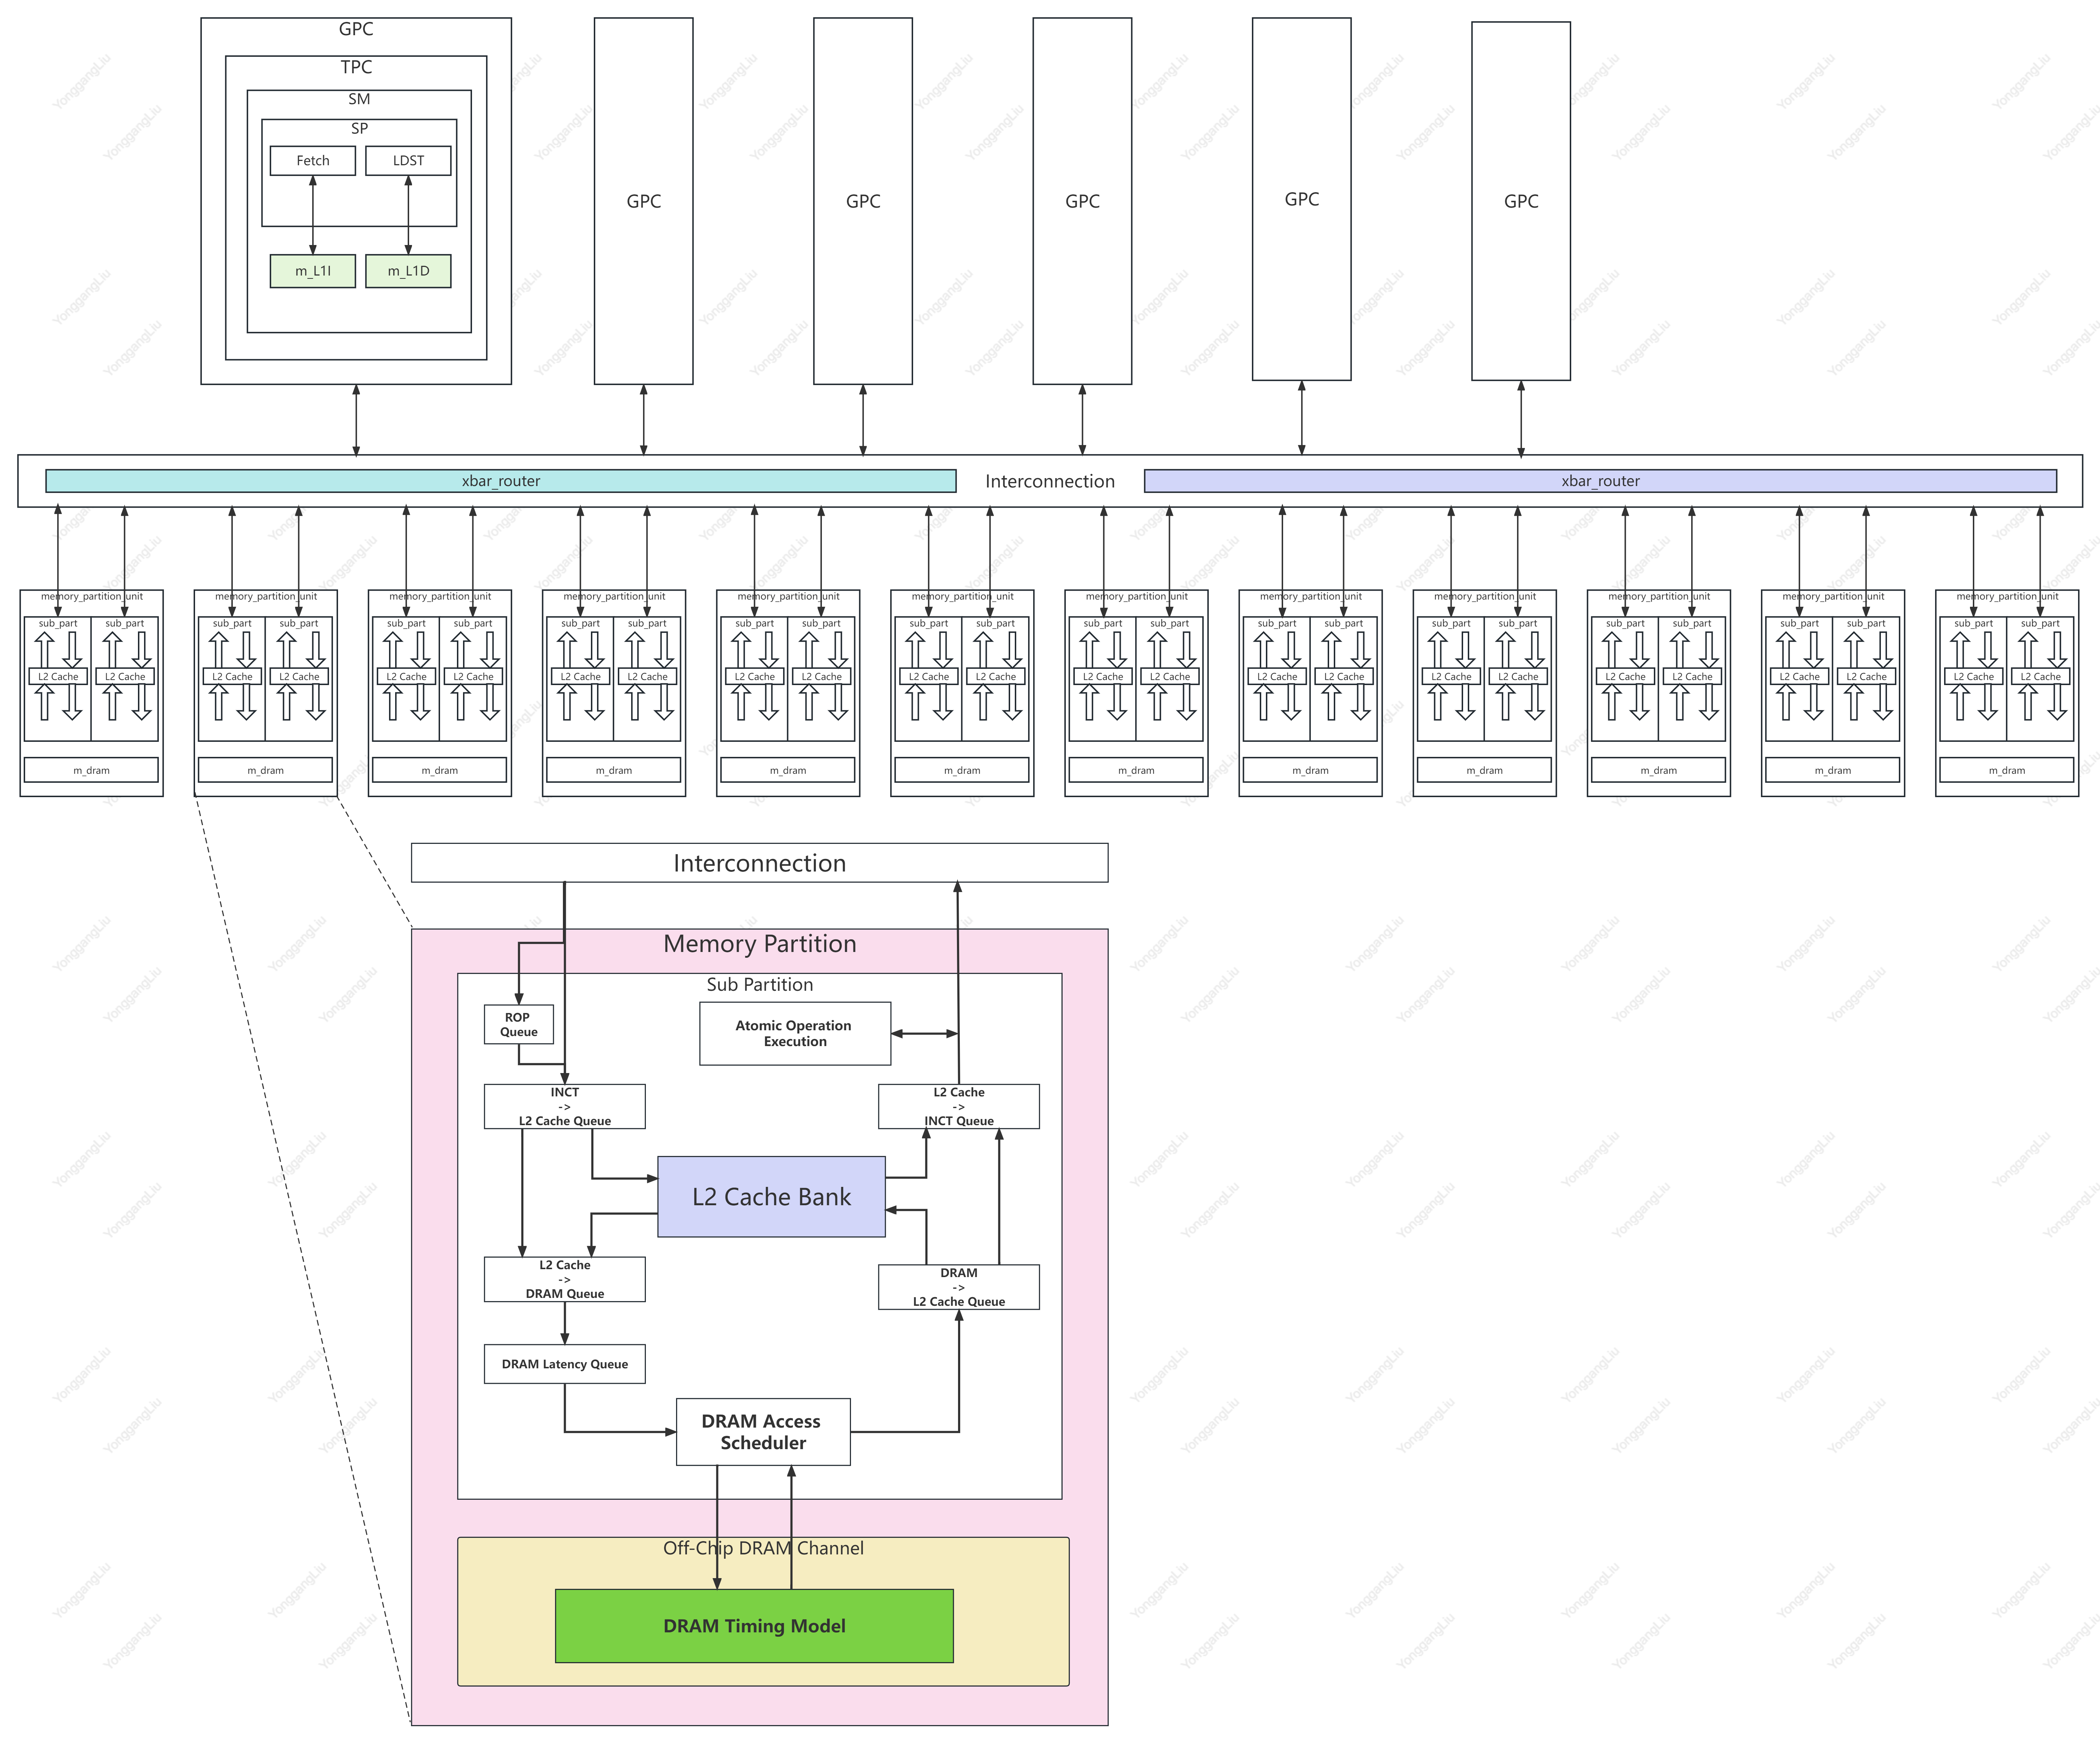 GPC
TPC
SM
SP
Fetch LDST
m_L1I m_L1D
GPC GPC GPC GPC GPC
xbar_router Interconnection xbar_router
memory_partition_unit memory_partition_unit memory_partition_unit memory_partition_unit memory_partition_unit memory_partition_unit memory_partition_unit memory_partition_unit memory_partition_unit memory_partition_unit memory_partition_unit memory_partition_unit
sub_part sub_part sub_part sub_part sub_part sub_part sub_part sub_part sub_part sub_part sub_part sub_part sub_part sub_part sub_part sub_part sub_part sub_part sub_part sub_part sub_part sub_part sub_part sub_part
L2 Cache L2 Cache L2 Cache L2 Cache L2 Cache L2 Cache L2 Cache L2 Cache L2 Cache L2 Cache L2 Cache L2 Cache L2 Cache L2 Cache L2 Cache L2 Cache L2 Cache L2 Cache L2 Cache L2 Cache L2 Cache L2 Cache L2 Cache L2 Cache
m_dram m_dram m_dram m_dram m_dram m_dram m_dram m_dram m_dram m_dram m_dram m_dram
Interconnection
Memory Partition
Sub Partition
ROP
Queue
Atomic Operation
Execution
INCT
->
L2 Cache Queue
L2 Cache
->
INCT Queue
L2 Cache Bank
L2 Cache
->
DRAM Queue
DRAM
->
L2 Cache Queue
DRAM Latency Queue
DRAM Access
Scheduler
Off-Chip DRAM Channel
DRAM Timing Model
YonggangLiu